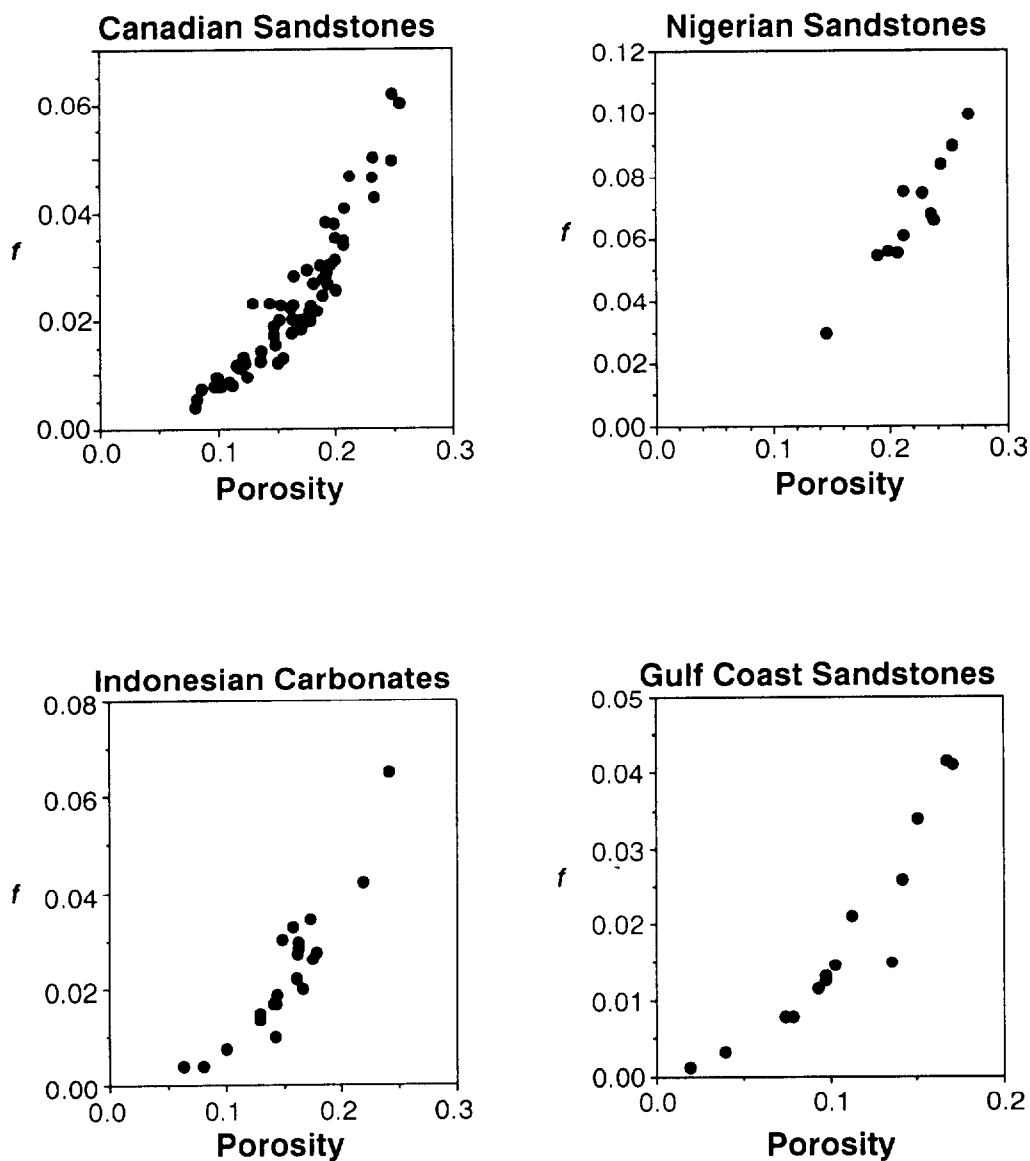 Canadian Sandstones
0.06
0.04
f
0.02
0.00
0.0 0.1 0.2 0.3
Porosity
Nigerian Sandstones
0.12
0.10
0.08
f
0.06
0.04
0.02
0.00
0.0 0.1 0.2 0.3
Porosity
Indonesian Carbonates
0.08
0.06
0.04
f
0.02
0.00
0.0 0.1 0.2 0.3
Porosity
Gulf Coast Sandstones
0.05
0.04
0.03
f
0.02
0.01
0.00
0.0 0.1 0.2
Porosity